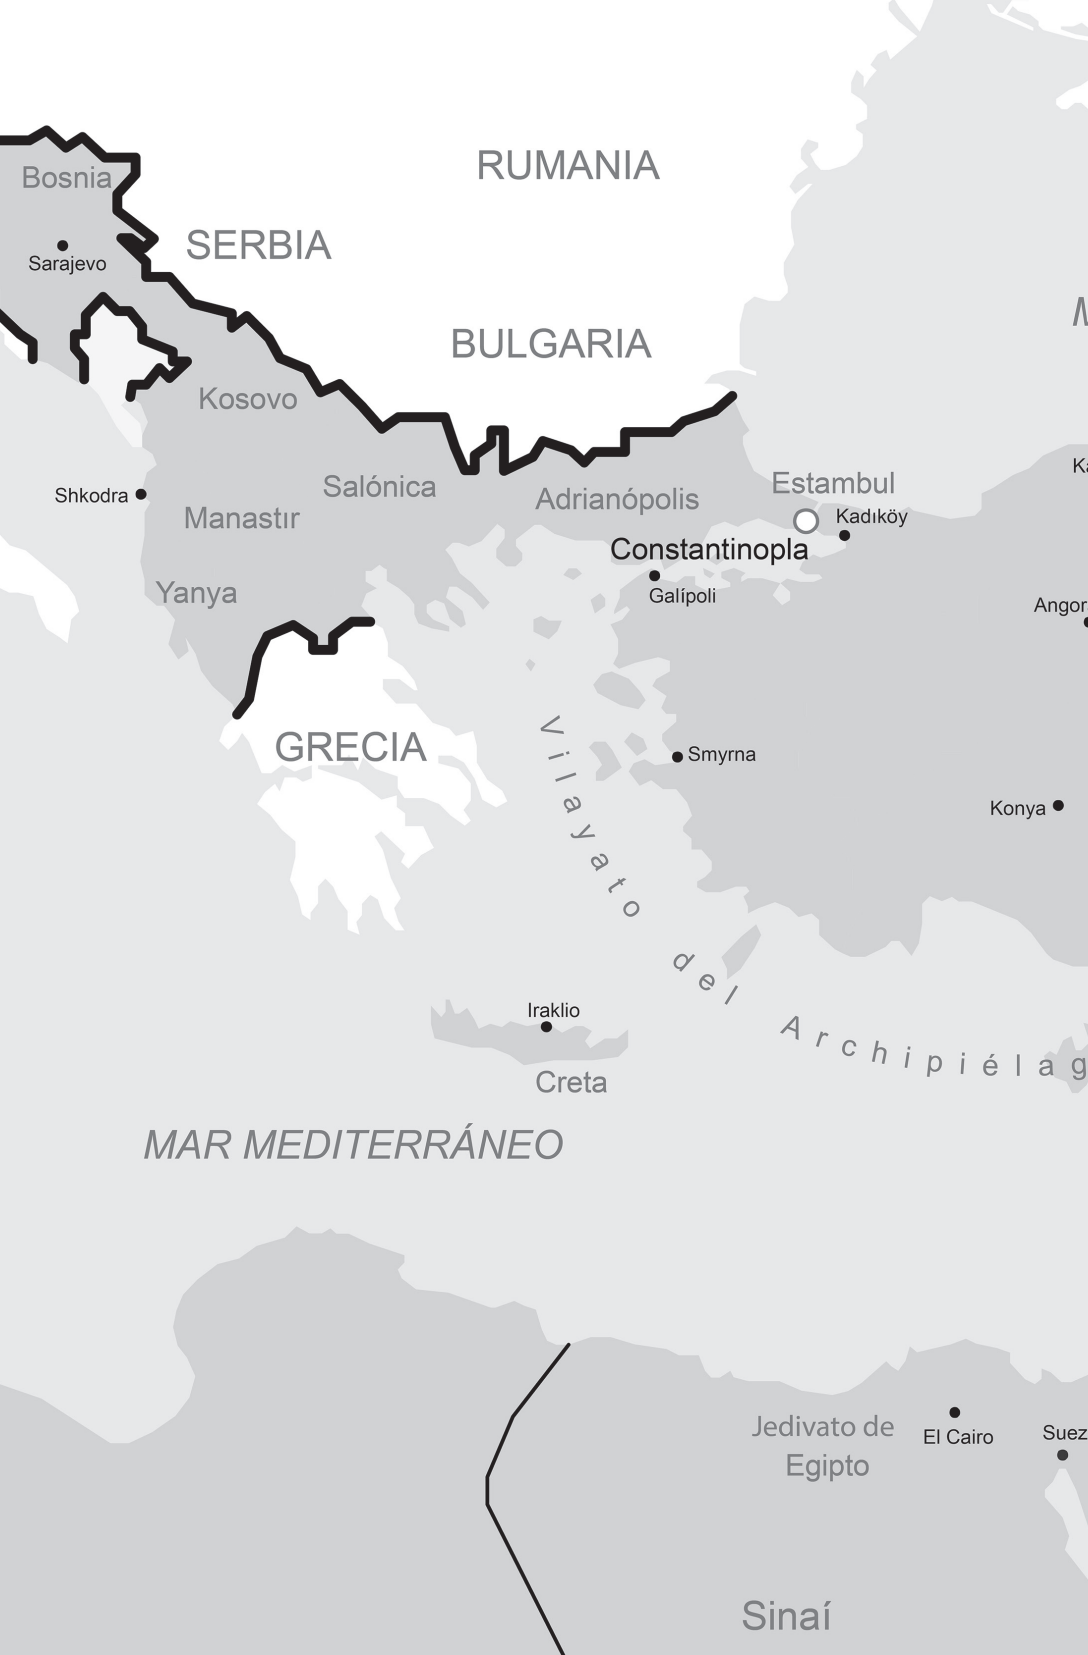 RUMANIA
Bosnia
SERBIA
Sarajevo
BULGARIA
Kosovo
Salónica
Estambul
Shkodra
Adrianópolis
Manastır
Kadıköy
Constantinopla
Yanya
Galípoli
Angor
GRECIA
Smyrna
Konya
Vilayato del Archipiélag
Iraklio
Creta
MAR MEDITERRÁNEO
Jedivato de
Egipto
El Cairo
Suez
Sinaí